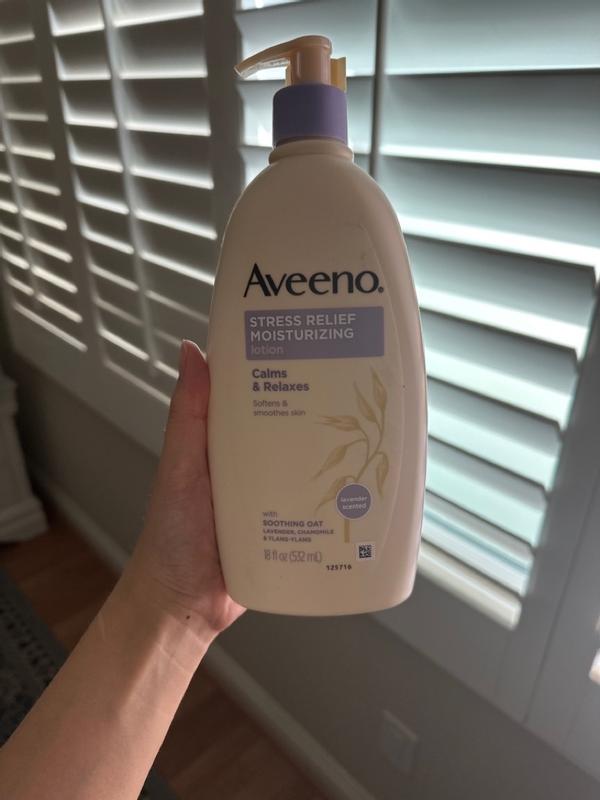 Aveeno.
STRESS RELIEF
MOISTURIZING
lotion
Calms
& Relaxes
Softens &
smoothes skin
lavender
scented
with
SOOTHING OAT
LAVENDER, CHAMOMILE
& YLANG-YLANG
18 fl oz (532 mL)
125716